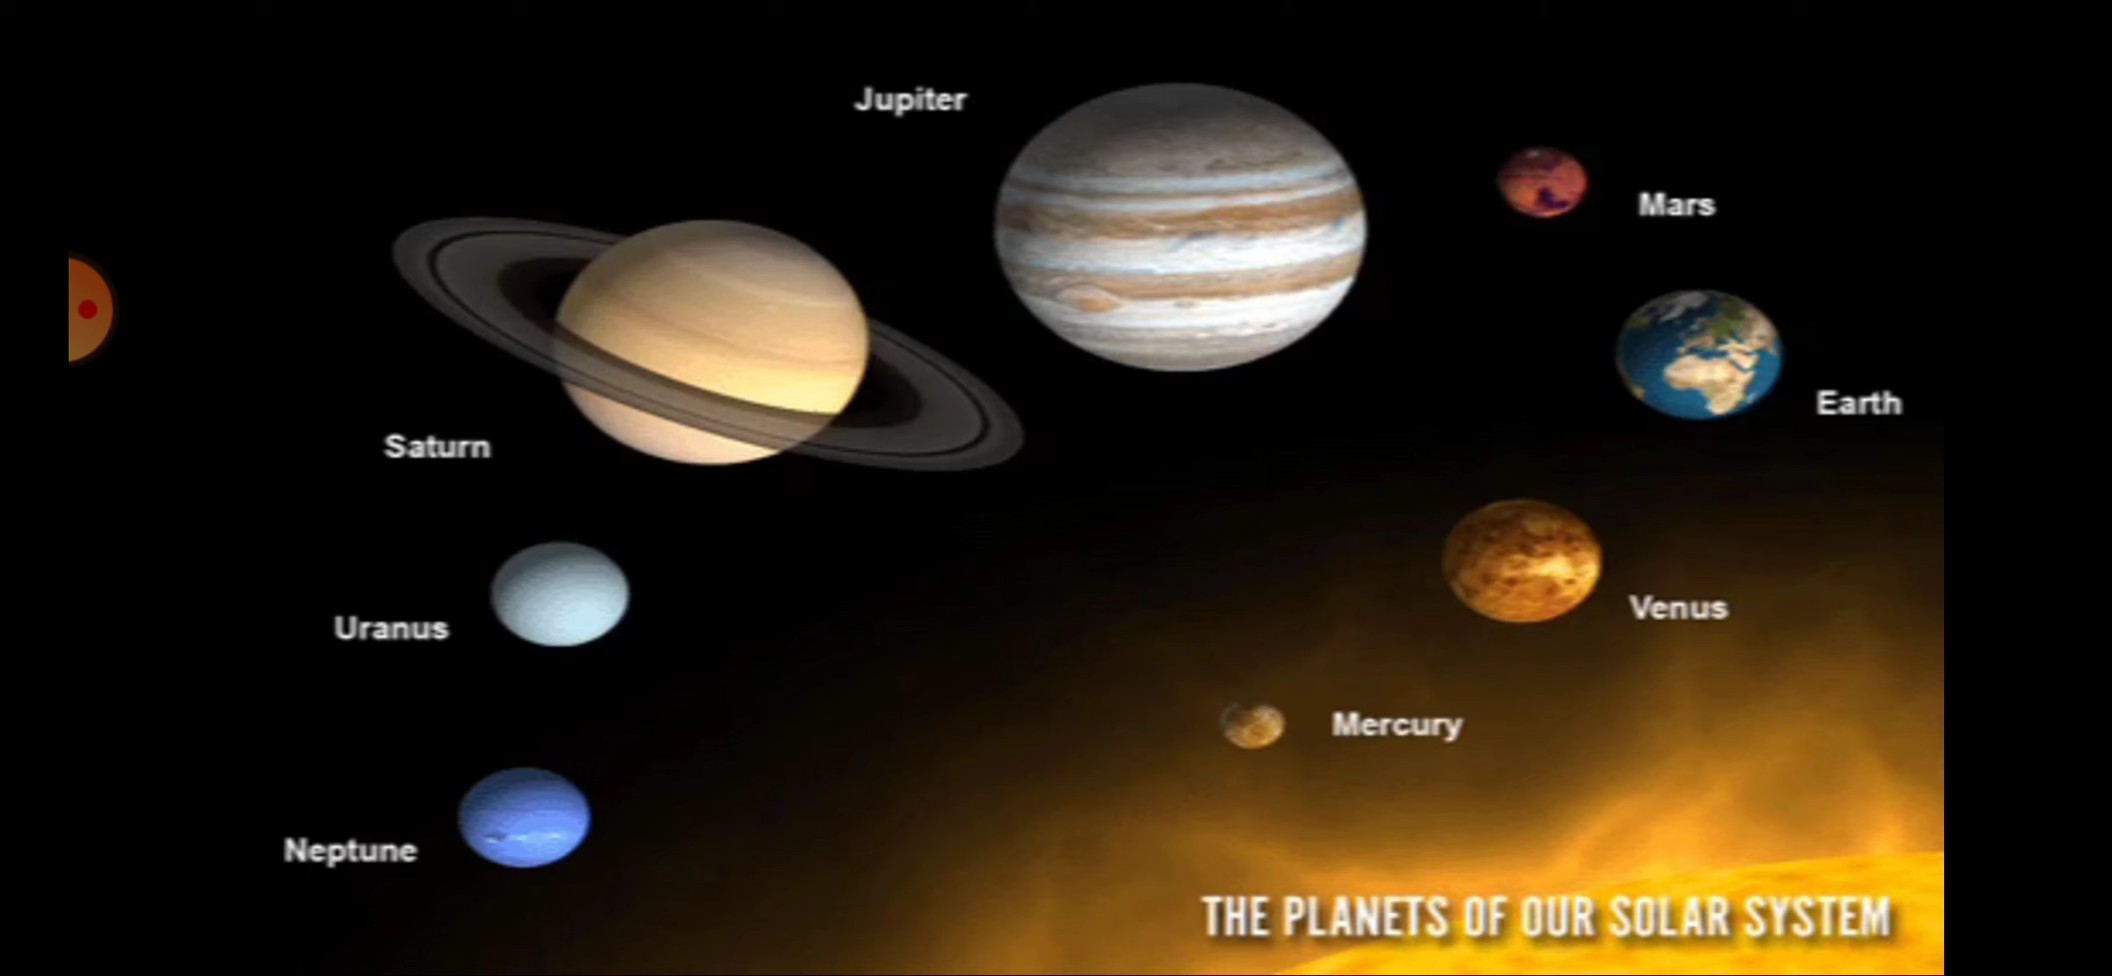 Jupiter
Mars
Earth
Saturn
Venus
Uranus
Mercury
Neptune
THE PLANETS OF OUR SOLAR SYSTEM